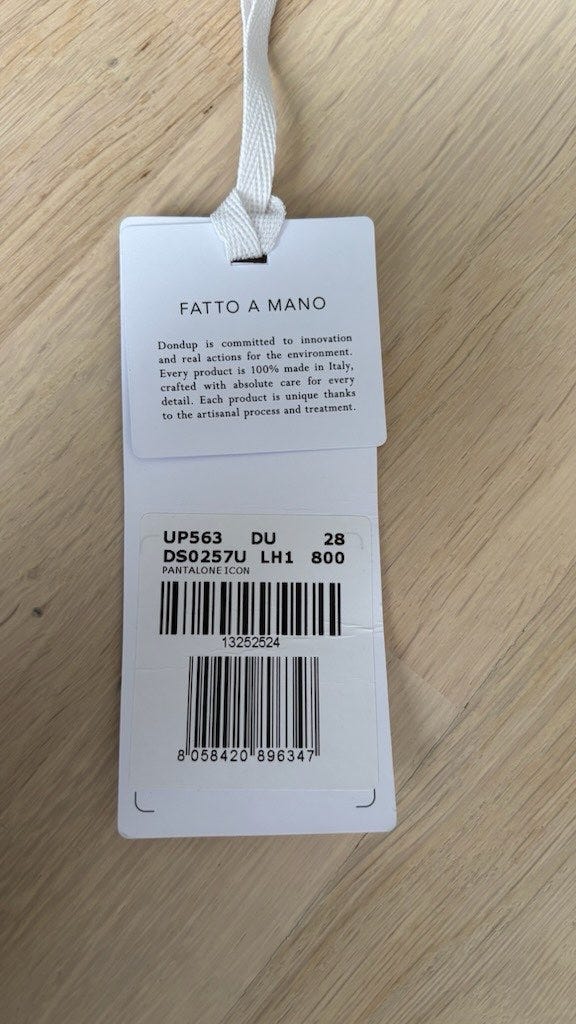 FATTO A MANO
Dondup is committed to innovation
and real actions for the environment.
Every product is 100% made in Italy,
crafted with absolute care for every
detail. Each product is unique thanks
to the artisanal process and treatment.
UP563 DU 28
DS0257U LH1 800
PANTALONE ICON
13252524
8 058420 896347